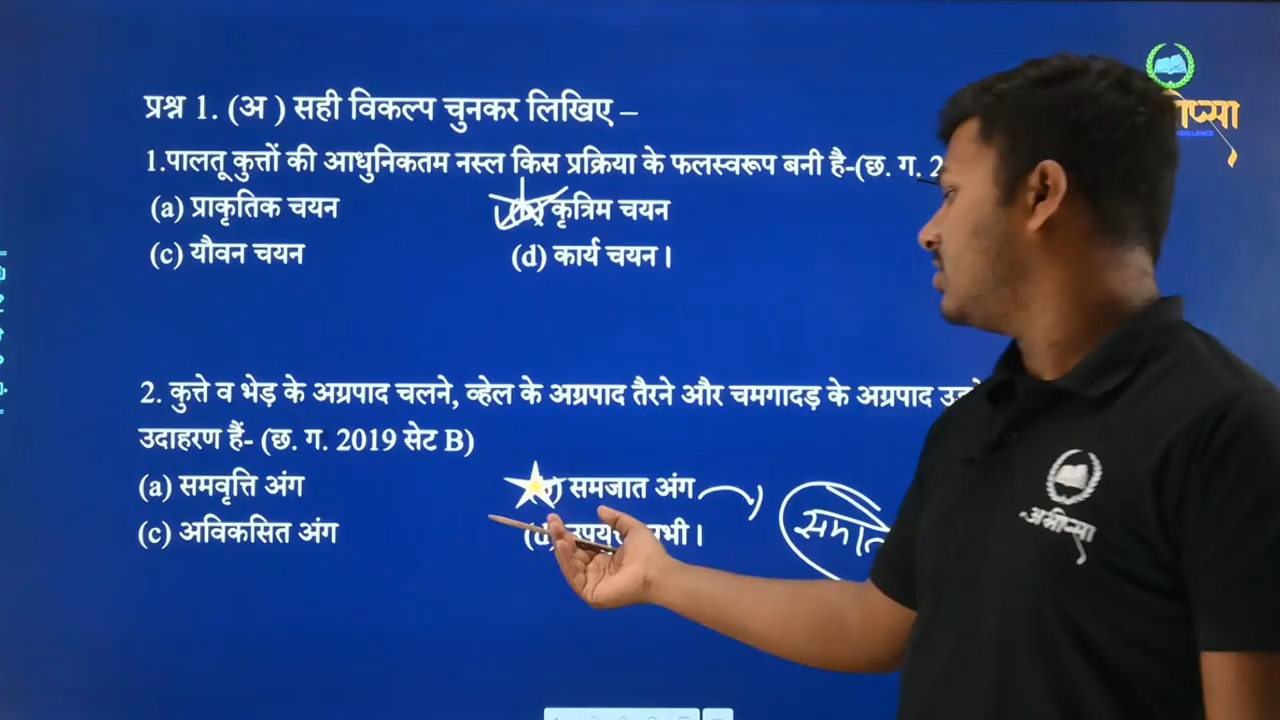 प्रश्न 1. (अ ) सही विकल्प चुनकर लिखिए –
1.पालतू कुत्तों की आधुनिकतम नस्ल किस प्रक्रिया के फलस्वरूप बनी है-(छ. ग. 2
(a) प्राकृतिक चयन
कृत्रिम चयन
(c) यौवन चयन
(d) कार्य चयन।
2. कुत्ते व भेड़ के अग्रपाद चलने, व्हेल के अग्रपाद तैरने और चमगादड़ के अग्रपाद
उदाहरण हैं- (छ. ग. 2019 सेट B)
(a) समवृत्ति अंग
समजात अंग
(c) अविकसित अंग
अभीप्सा